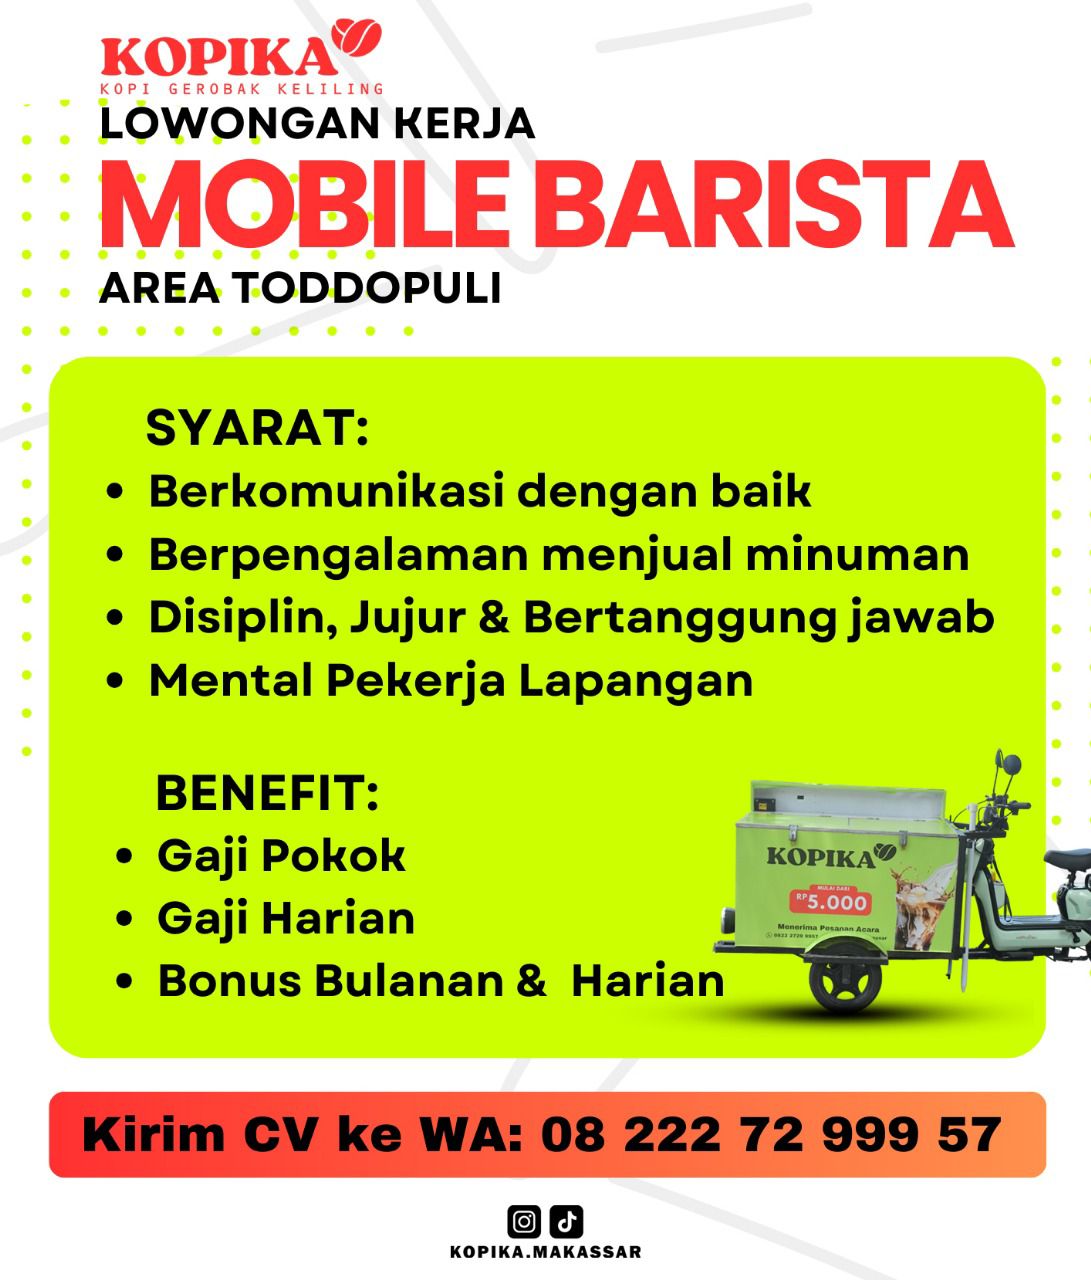 KOPIKA
KOPI GEROBAK KELILING
LOWONGAN KERJA
MOBILE BARISTA
AREA TODDOPULI
SYARAT:
• Berkomunikasi dengan baik
• Berpengalaman menjual minuman
• Disiplin, Jujur & Bertanggung jawab
• Mental Pekerja Lapangan
BENEFIT:
• Gaji Pokok
• Gaji Harian
• Bonus Bulanan & Harian
KOPIKA
MULAI DARI
RP 5.000
Menerima Pesanan Acara
Kirim CV ke WA: 08 222 72 999 57
KOPIKA.MAKASSAR